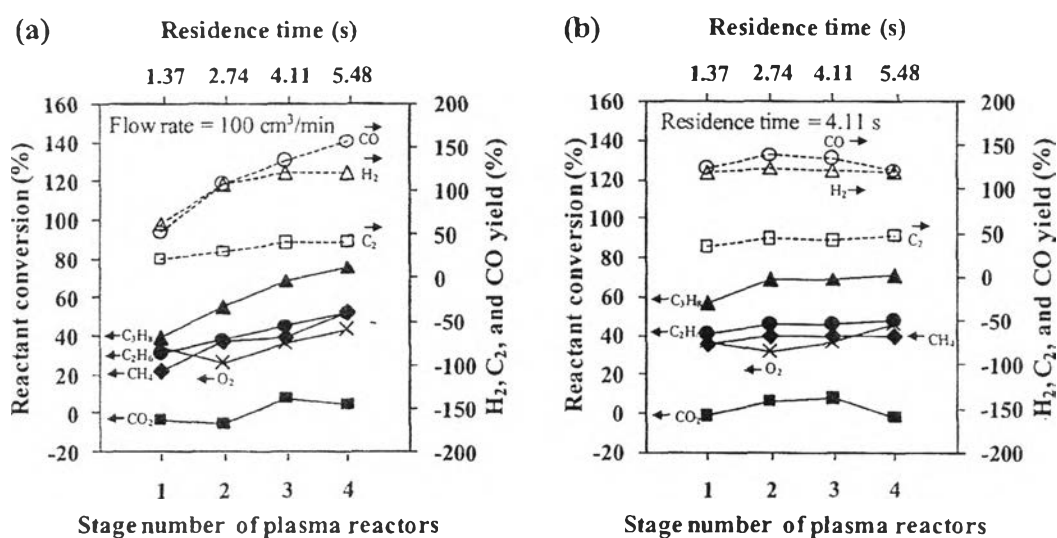 (a)
Residence time (s)
1.37 2.74 4.11 5.48
160 200
140 150
120 100
100 50
80 0
60 -50
40 -100
20 -150
0 -200
-20
Flow rate = 100 cm³/min
CO
H₂
C₂
C₃H₈
C₂H₆
CH₄
O₂
CO₂
Reactant conversion (%)
H₂, C₂, and CO yield (%)
1 2 3 4
Stage number of plasma reactors
(b)
Residence time (s)
1.37 2.74 4.11 5.48
160 200
140 150
120 100
100 50
80 0
60 -50
40 -100
20 -150
0 -200
-20
Residence time = 4.11 s
CO
H₂
C₂
C₃H₈
CH₄
O₂
CO₂
Reactant conversion (%)
H₂, C₂, and CO yield (%)
1 2 3 4
Stage number of plasma reactors